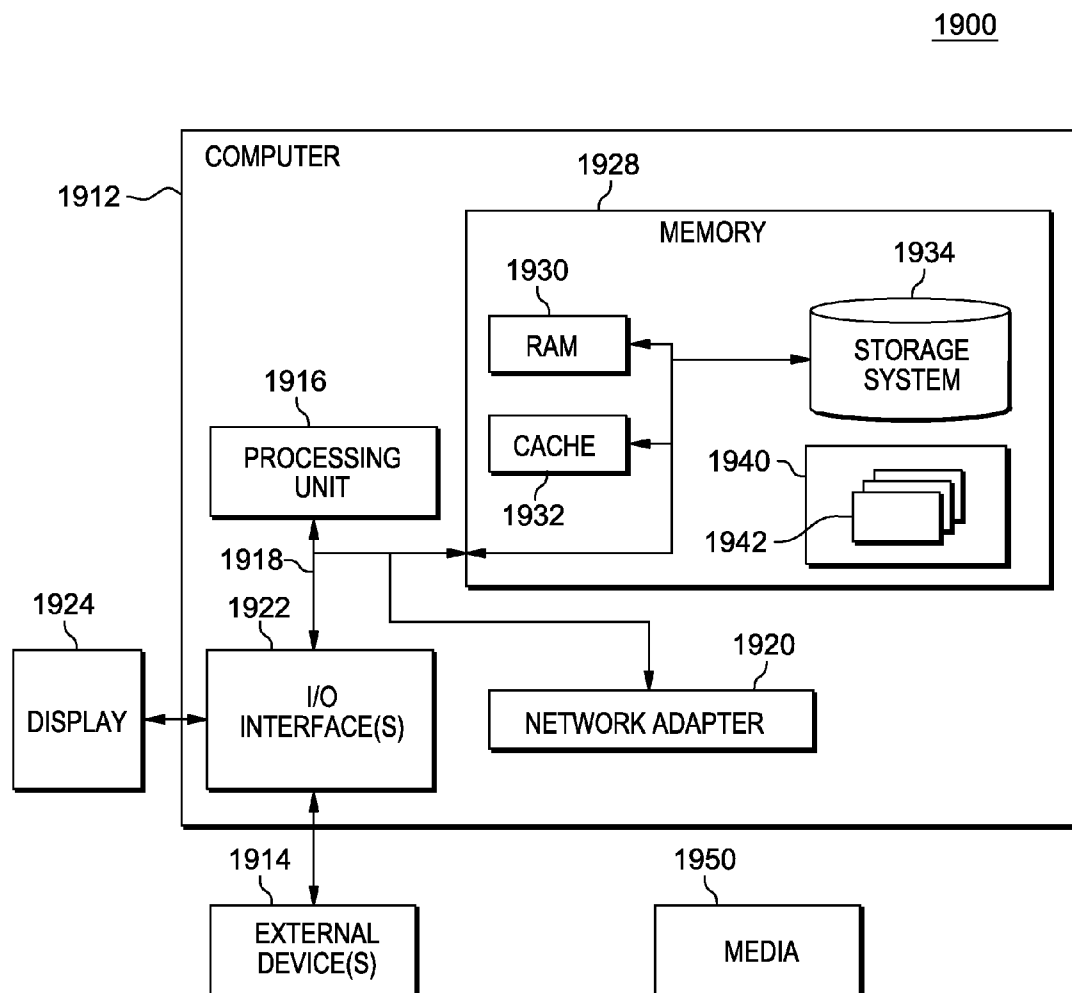 1900
COMPUTER
1912
1928
MEMORY
1930
RAM
1934
STORAGE
SYSTEM
1916
PROCESSING
UNIT
CACHE
1932
1940
1942
1918
1924
DISPLAY
1922
I/O
INTERFACE(S)
1920
NETWORK ADAPTER
1914
EXTERNAL
DEVICE(S)
1950
MEDIA